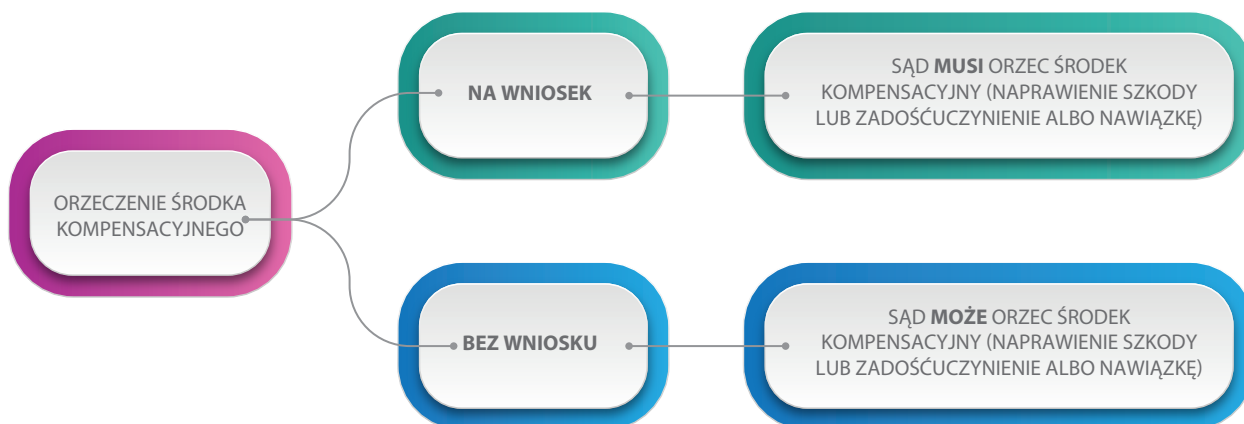 ORZECZENIE ŚRODKA
KOMPENSACYJNEGO
NA WNIOSEK
SĄD MUSI ORZEC ŚRODEK
KOMPENSACYJNY (NAPRAWIENIE SZKODY
LUB ZADOŚĆUCZYNIENIE ALBO NAWIĄZKĘ)
BEZ WNIOSKU
SĄD MOŻE ORZEC ŚRODEK
KOMPENSACYJNY (NAPRAWIENIE SZKODY
LUB ZADOŚĆUCZYNIENIE ALBO NAWIĄZKĘ)